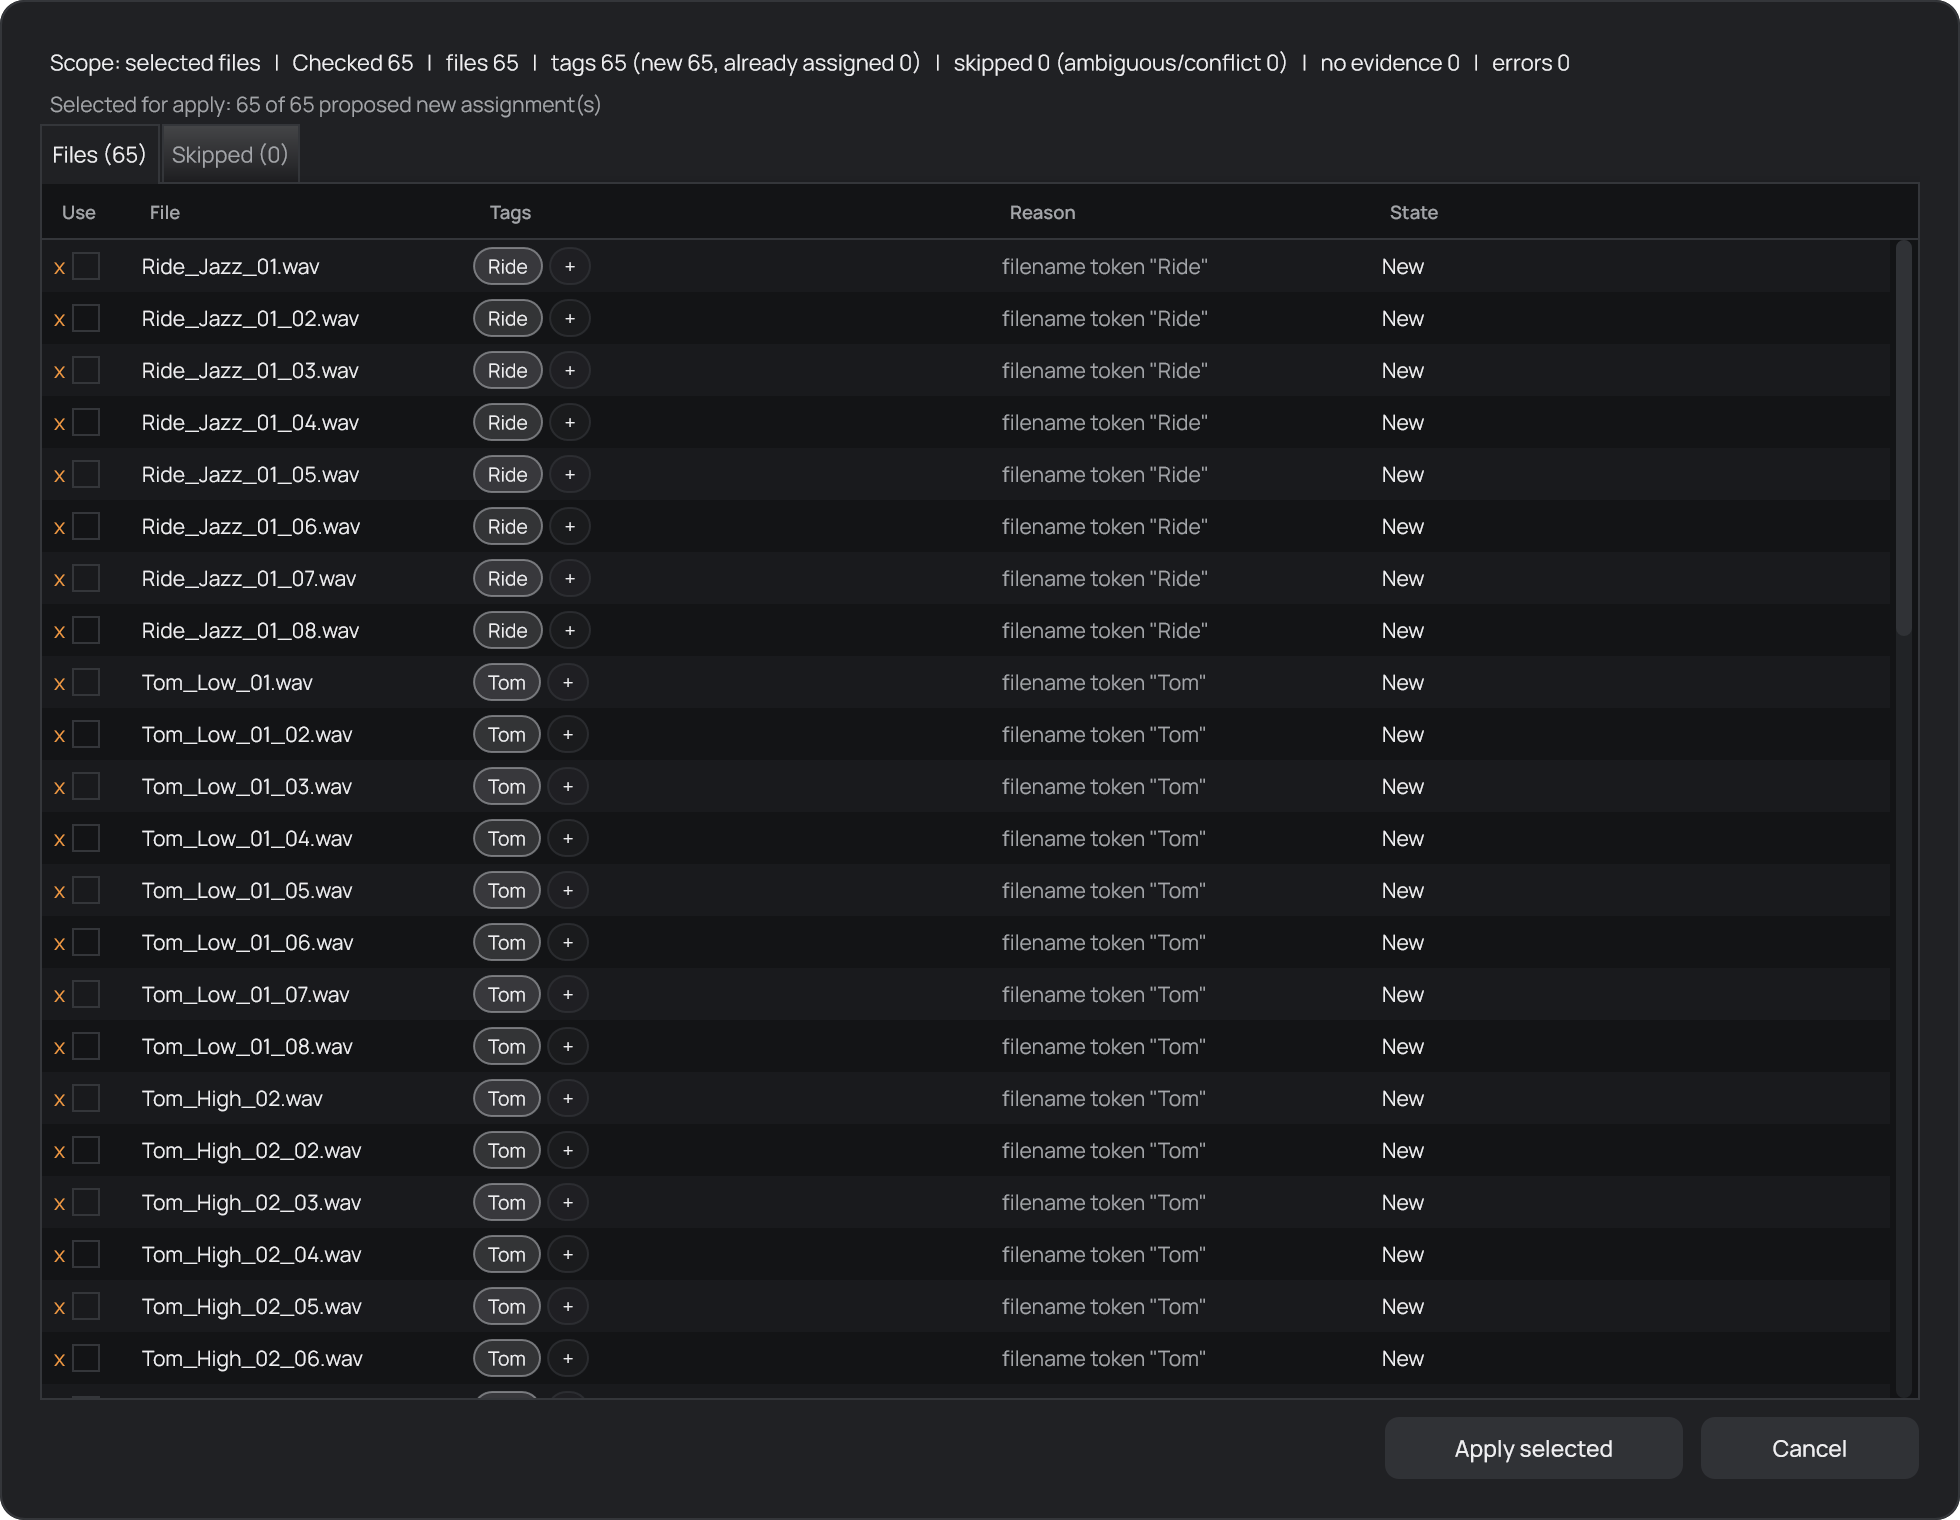 Scope: selected files | Checked 65 | files 65 | tags 65 (new 65, already assigned 0) | skipped 0 (ambiguous/conflict 0) | no evidence 0 | errors 0
Selected for apply: 65 of 65 proposed new assignment(s)
Files (65) Skipped (0)
Use File Tags Reason State
x Ride_Jazz_01.wav Ride + filename token "Ride" New
x Ride_Jazz_01_02.wav Ride + filename token "Ride" New
x Ride_Jazz_01_03.wav Ride + filename token "Ride" New
x Ride_Jazz_01_04.wav Ride + filename token "Ride" New
x Ride_Jazz_01_05.wav Ride + filename token "Ride" New
x Ride_Jazz_01_06.wav Ride + filename token "Ride" New
x Ride_Jazz_01_07.wav Ride + filename token "Ride" New
x Ride_Jazz_01_08.wav Ride + filename token "Ride" New
x Tom_Low_01.wav Tom + filename token "Tom" New
x Tom_Low_01_02.wav Tom + filename token "Tom" New
x Tom_Low_01_03.wav Tom + filename token "Tom" New
x Tom_Low_01_04.wav Tom + filename token "Tom" New
x Tom_Low_01_05.wav Tom + filename token "Tom" New
x Tom_Low_01_06.wav Tom + filename token "Tom" New
x Tom_Low_01_07.wav Tom + filename token "Tom" New
x Tom_Low_01_08.wav Tom + filename token "Tom" New
x Tom_High_02.wav Tom + filename token "Tom" New
x Tom_High_02_02.wav Tom + filename token "Tom" New
x Tom_High_02_03.wav Tom + filename token "Tom" New
x Tom_High_02_04.wav Tom + filename token "Tom" New
x Tom_High_02_05.wav Tom + filename token "Tom" New
x Tom_High_02_06.wav Tom + filename token "Tom" New
Apply selected Cancel